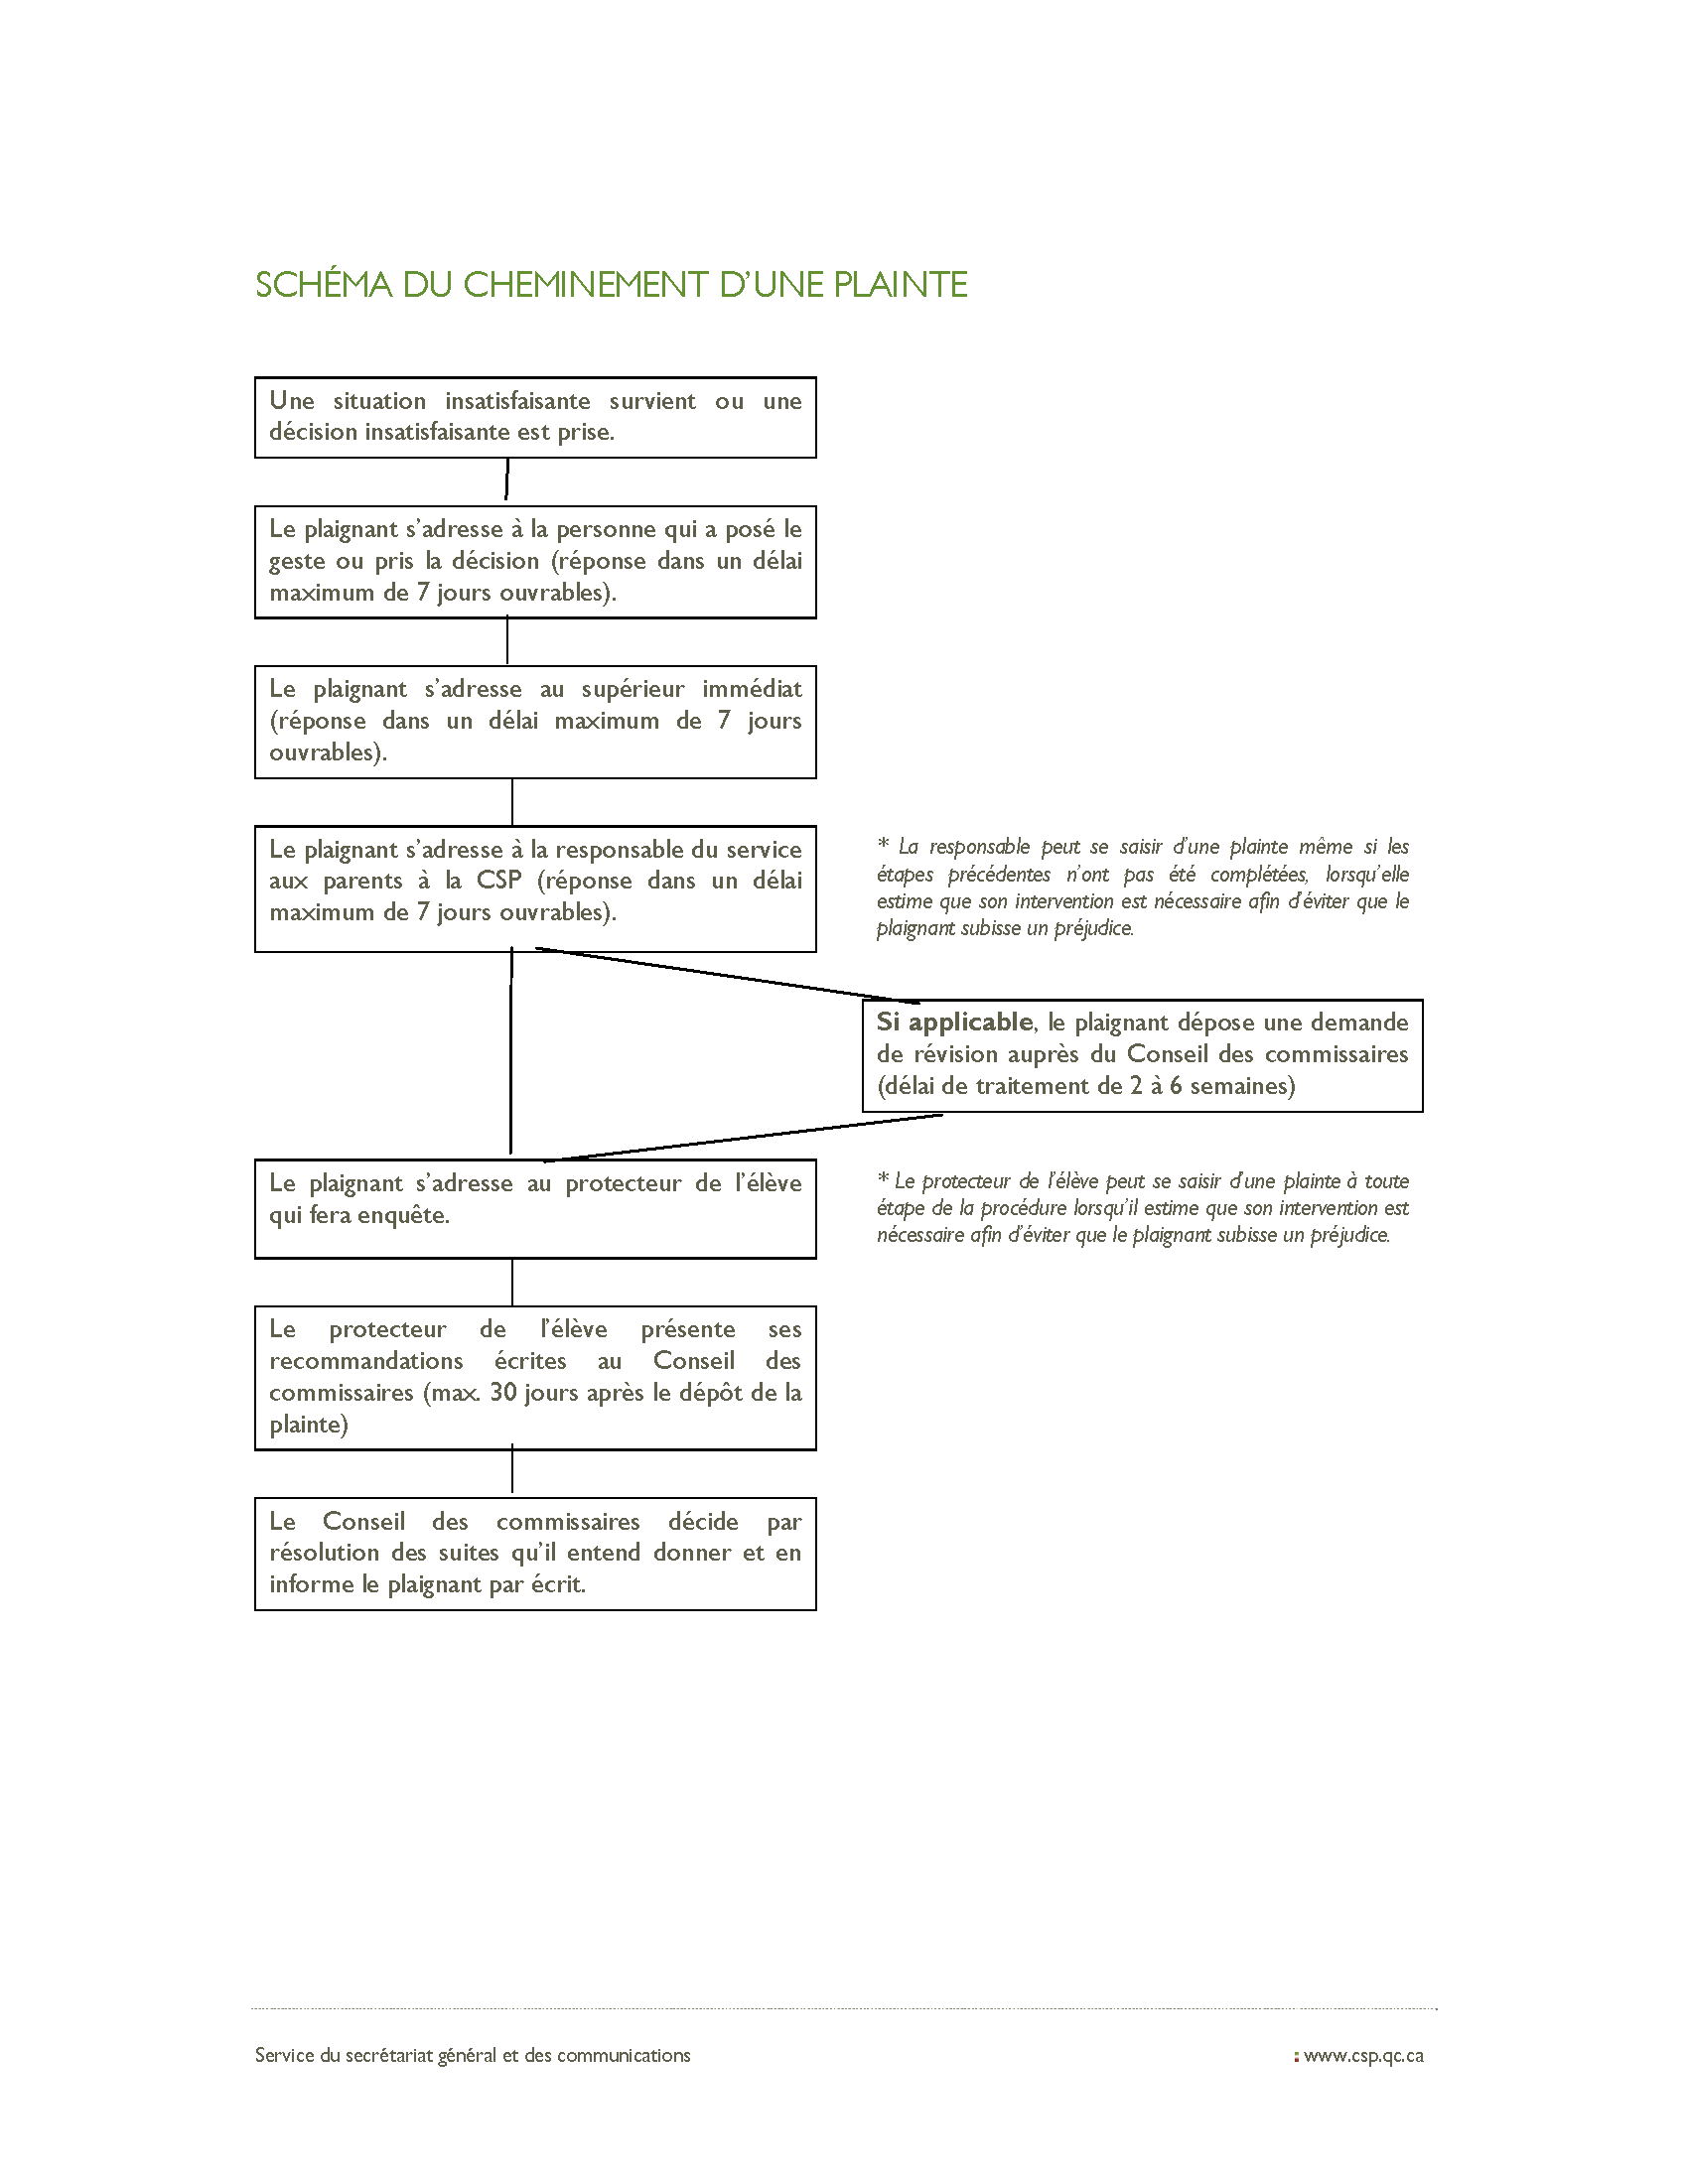 SCHÉMA DU CHEMINEMENT D’UNE PLAINTE
Une situation insatisfaisante survient ou une
décision insatisfaisante est prise.
Le plaignant s’adresse à la personne qui a posé le
geste ou pris la décision (réponse dans un délai
maximum de 7 jours ouvrables).
Le plaignant s’adresse au supérieur immédiat
(réponse dans un délai maximum de 7 jours
ouvrables).
Le plaignant s’adresse à la responsable du service
aux parents à la CSP (réponse dans un délai
maximum de 7 jours ouvrables).
* La responsable peut se saisir d’une plainte même si les
étapes précédentes n’ont pas été complétées, lorsqu’elle
estime que son intervention est nécessaire afin d’éviter que le
plaignant subisse un préjudice.
Si applicable, le plaignant dépose une demande
de révision auprès du Conseil des commissaires
(délai de traitement de 2 à 6 semaines)
Le plaignant s’adresse au protecteur de l’élève
qui fera enquête.
* Le protecteur de l’élève peut se saisir d’une plainte à toute
étape de la procédure lorsqu’il estime que son intervention est
nécessaire afin d’éviter que le plaignant subisse un préjudice.
Le protecteur de l’élève présente ses
recommandations écrites au Conseil des
commissaires (max. 30 jours après le dépôt de la
plainte)
Le Conseil des commissaires décide par
résolution des suites qu’il entend donner et en
informe le plaignant par écrit.
Service du secrétariat général et des communications
: www.csp.qc.ca